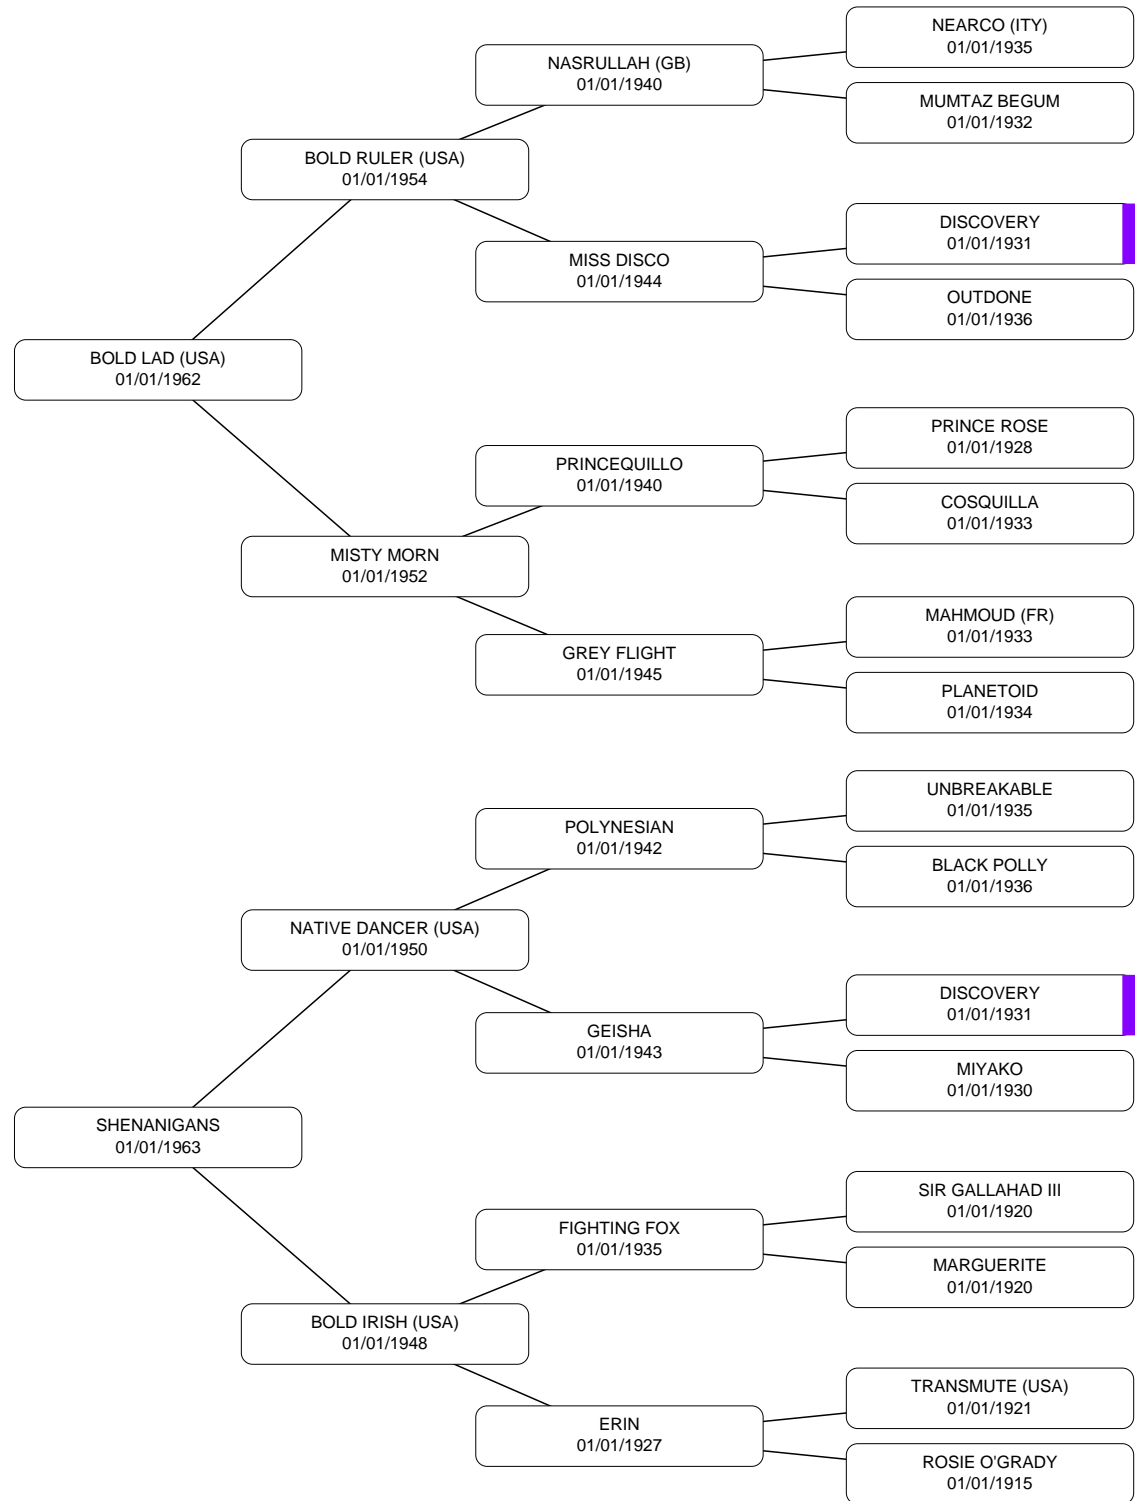 NEARCO (ITY)
01/01/1935
NASRULLAH (GB)
01/01/1940
MUMTAZ BEGUM
01/01/1932
BOLD RULER (USA)
01/01/1954
DISCOVERY
01/01/1931
MISS DISCO
01/01/1944
OUTDONE
01/01/1936
BOLD LAD (USA)
01/01/1962
PRINCE ROSE
01/01/1928
PRINCEQUILLO
01/01/1940
COSQUILLA
01/01/1933
MISTY MORN
01/01/1952
MAHMOUD (FR)
01/01/1933
GREY FLIGHT
01/01/1945
PLANETOID
01/01/1934
UNBREAKABLE
01/01/1935
POLYNESIAN
01/01/1942
BLACK POLLY
01/01/1936
NATIVE DANCER (USA)
01/01/1950
DISCOVERY
01/01/1931
GEISHA
01/01/1943
MIYAKO
01/01/1930
SHENANIGANS
01/01/1963
SIR GALLAHAD III
01/01/1920
FIGHTING FOX
01/01/1935
MARGUERITE
01/01/1920
BOLD IRISH (USA)
01/01/1948
TRANSMUTE (USA)
01/01/1921
ERIN
01/01/1927
ROSIE O'GRADY
01/01/1915